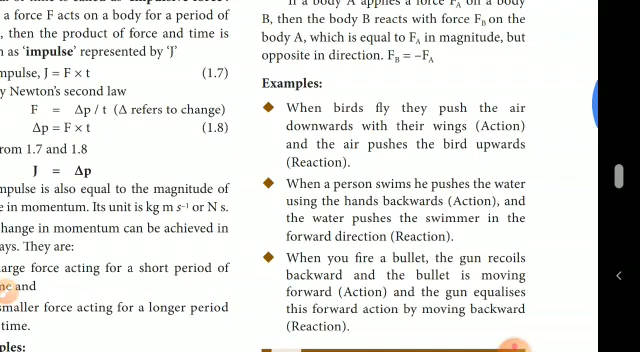 a force F acts on a body for a period of
, then the product of force and time is
n as 'impulse' represented by 'J'
mpulse, J = F × t (1.7)
y Newton's second law
F = Δp / t (Δ refers to change)
Δp = F × t (1.8)
rom 1.7 and 1.8
J = Δp
mpulse is also equal to the magnitude of
e in momentum. Its unit is kg m s⁻¹ or N s.
hange in momentum can be achieved in
ays. They are:
arge force acting for a short period of
me and
smaller force acting for a longer period
time.
ples:
If a body A applies a force F_A on a body
B, then the body B reacts with force F_B on the
body A, which is equal to F_A in magnitude, but
opposite in direction. F_B = –F_A
Examples:
When birds fly they push the air
downwards with their wings (Action)
and the air pushes the bird upwards
(Reaction).
When a person swims he pushes the water
using the hands backwards (Action), and
the water pushes the swimmer in the
forward direction (Reaction).
When you fire a bullet, the gun recoils
backward and the bullet is moving
forward (Action) and the gun equalises
this forward action by moving backward
(Reaction).